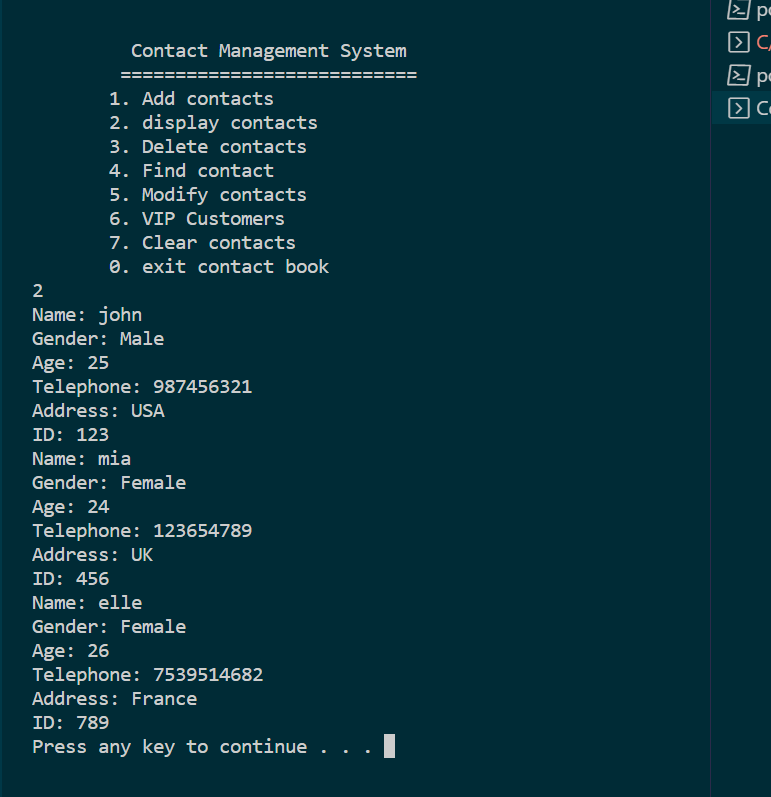 Contact Management System
===========================
1. Add contacts
2. display contacts
3. Delete contacts
4. Find contact
5. Modify contacts
6. VIP Customers
7. Clear contacts
0. exit contact book
2
Name: john
Gender: Male
Age: 25
Telephone: 987456321
Address: USA
ID: 123
Name: mia
Gender: Female
Age: 24
Telephone: 123654789
Address: UK
ID: 456
Name: elle
Gender: Female
Age: 26
Telephone: 7539514682
Address: France
ID: 789
Press any key to continue . . .